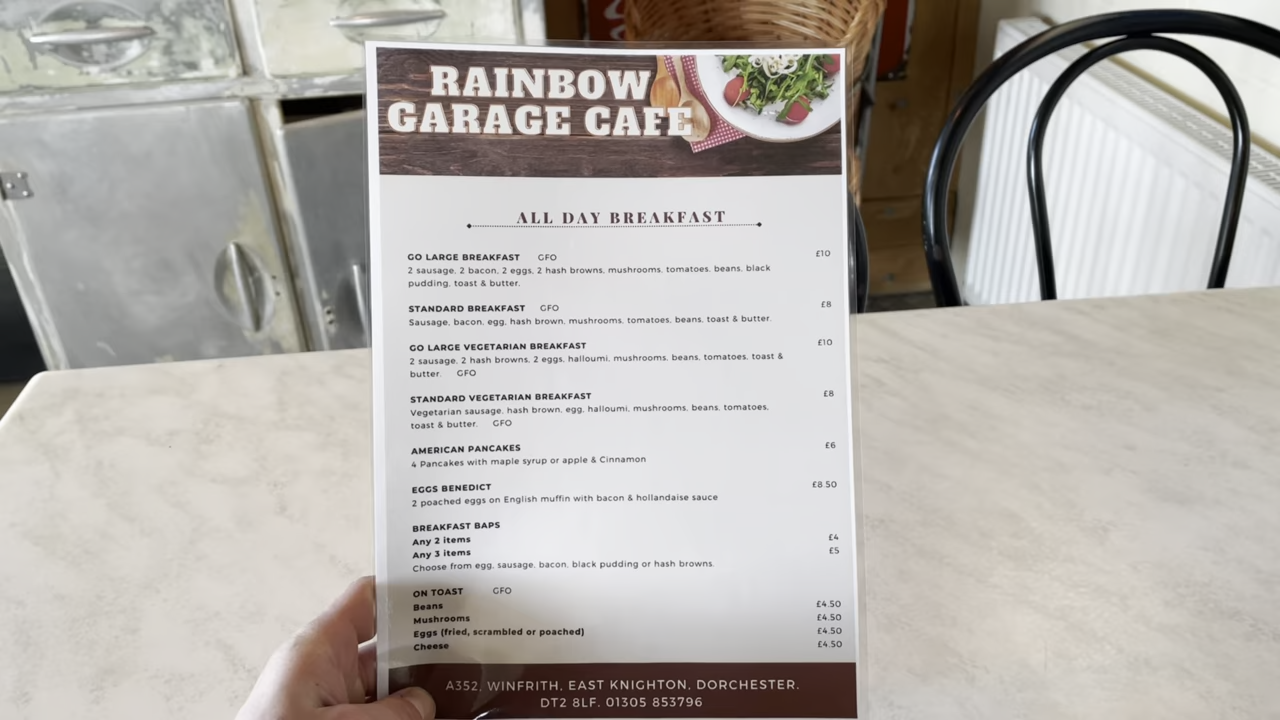 RAINBOW
GARAGE CAFE
ALL DAY BREAKFAST
GO LARGE BREAKFAST GFO £10
2 sausage, 2 bacon, 2 eggs, 2 hash browns, mushrooms, tomatoes, beans, black
pudding, toast & butter,
STANDARD BREAKFAST GFO £8
Sausage, bacon, egg, hash brown, mushrooms, tomatoes, beans, toast & butter.
GO LARGE VEGETARIAN BREAKFAST £10
2 sausage, 2 hash browns, 2 eggs, halloumi, mushrooms, beans, tomatoes, toast &
butter. GFO
STANDARD VEGETARIAN BREAKFAST £8
Vegetarian sausage, hash brown, egg, halloumi, mushrooms, beans, tomatoes,
toast & butter. GFO
AMERICAN PANCAKES £6
4 Pancakes with maple syrup or apple & Cinnamon
EGGS BENEDICT £8.50
2 poached eggs on English muffin with bacon & hollandaise sauce
BREAKFAST BAPS
Any 2 items £4
Any 3 items £5
Choose from egg, sausage, bacon, black pudding or hash browns.
ON TOAST GFO
Beans £4.50
Mushrooms £4.50
Eggs (fried, scrambled or poached) £4.50
Cheese £4.50
A352, WINFRITH, EAST KNIGHTON, DORCHESTER.
DT2 8LF. 01305 853796